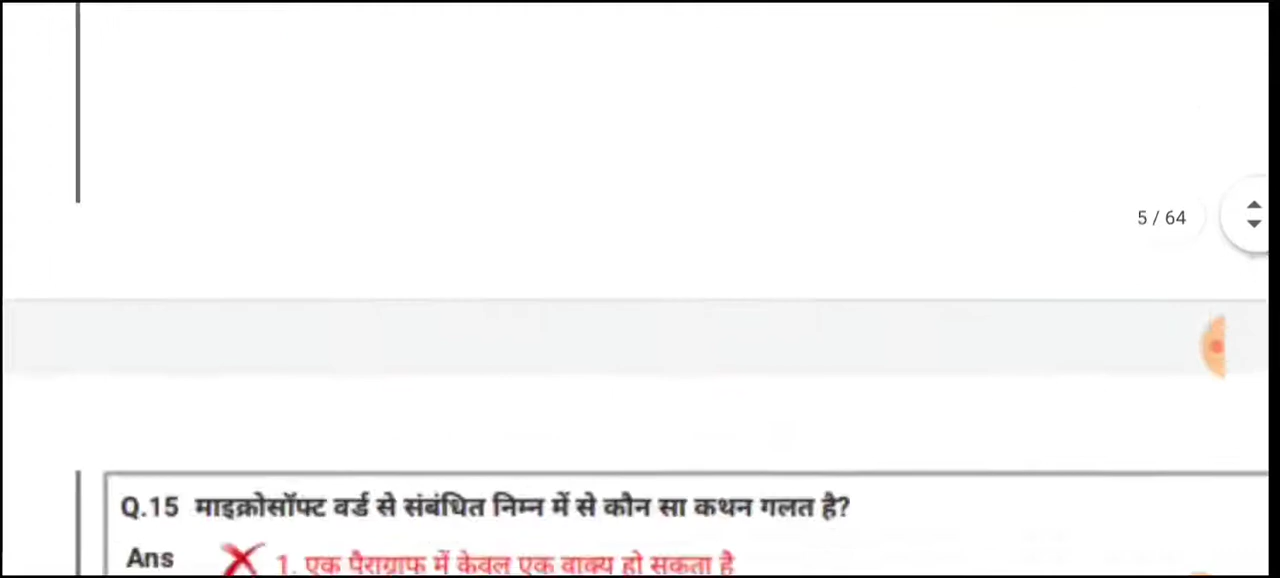 5 / 64
Q.15 माइक्रोसॉफ्ट वर्ड से संबंधित निम्न में से कौन सा कथन गलत है?
Ans 1. एक पैराग्राफ में केवल एक वाक्य हो सकता है